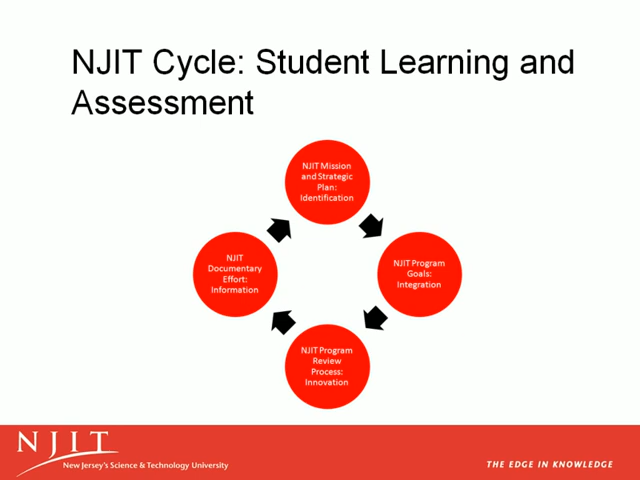 NJIT Cycle: Student Learning and
Assessment
NJIT Mission
and Strategic
Plan:
Identification
NJIT Program
Goals:
Integration
NJIT Program
Review
Process:
Innovation
NJIT
Documentary
Effort:
Information
NJIT
New Jersey's Science & Technology University
THE EDGE IN KNOWLEDGE